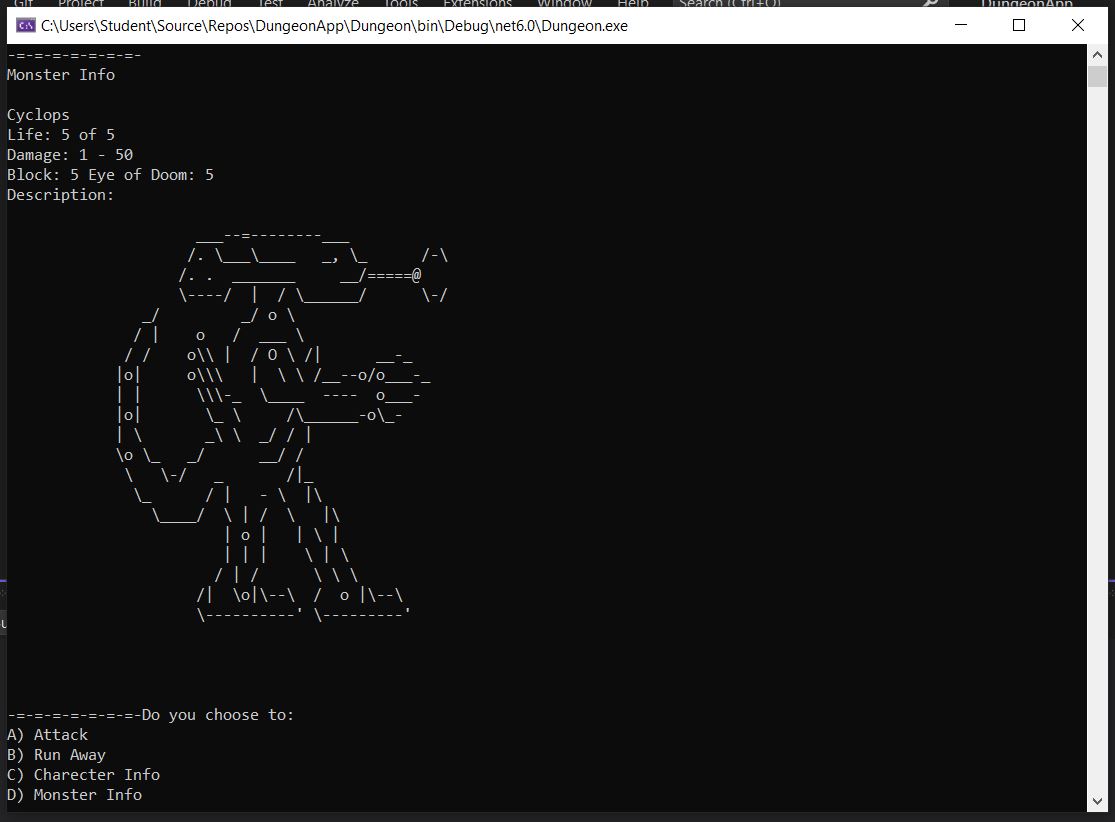 Git Project Build Debug Test Analyze Tools Extensions Window Help Search (Ctrl+Q) DungeonApp
C:\Users\Student\Source\Repos\DungeonApp\Dungeon\bin\Debug\net6.0\Dungeon.exe
-=-=-=-=-=-=-=-
Monster Info
Cyclops
Life: 5 of 5
Damage: 1 - 50
Block: 5 Eye of Doom: 5
Description:
-=-=-=-=-=-=-=-Do you choose to:
A) Attack
B) Run Away
C) Charecter Info
D) Monster Info